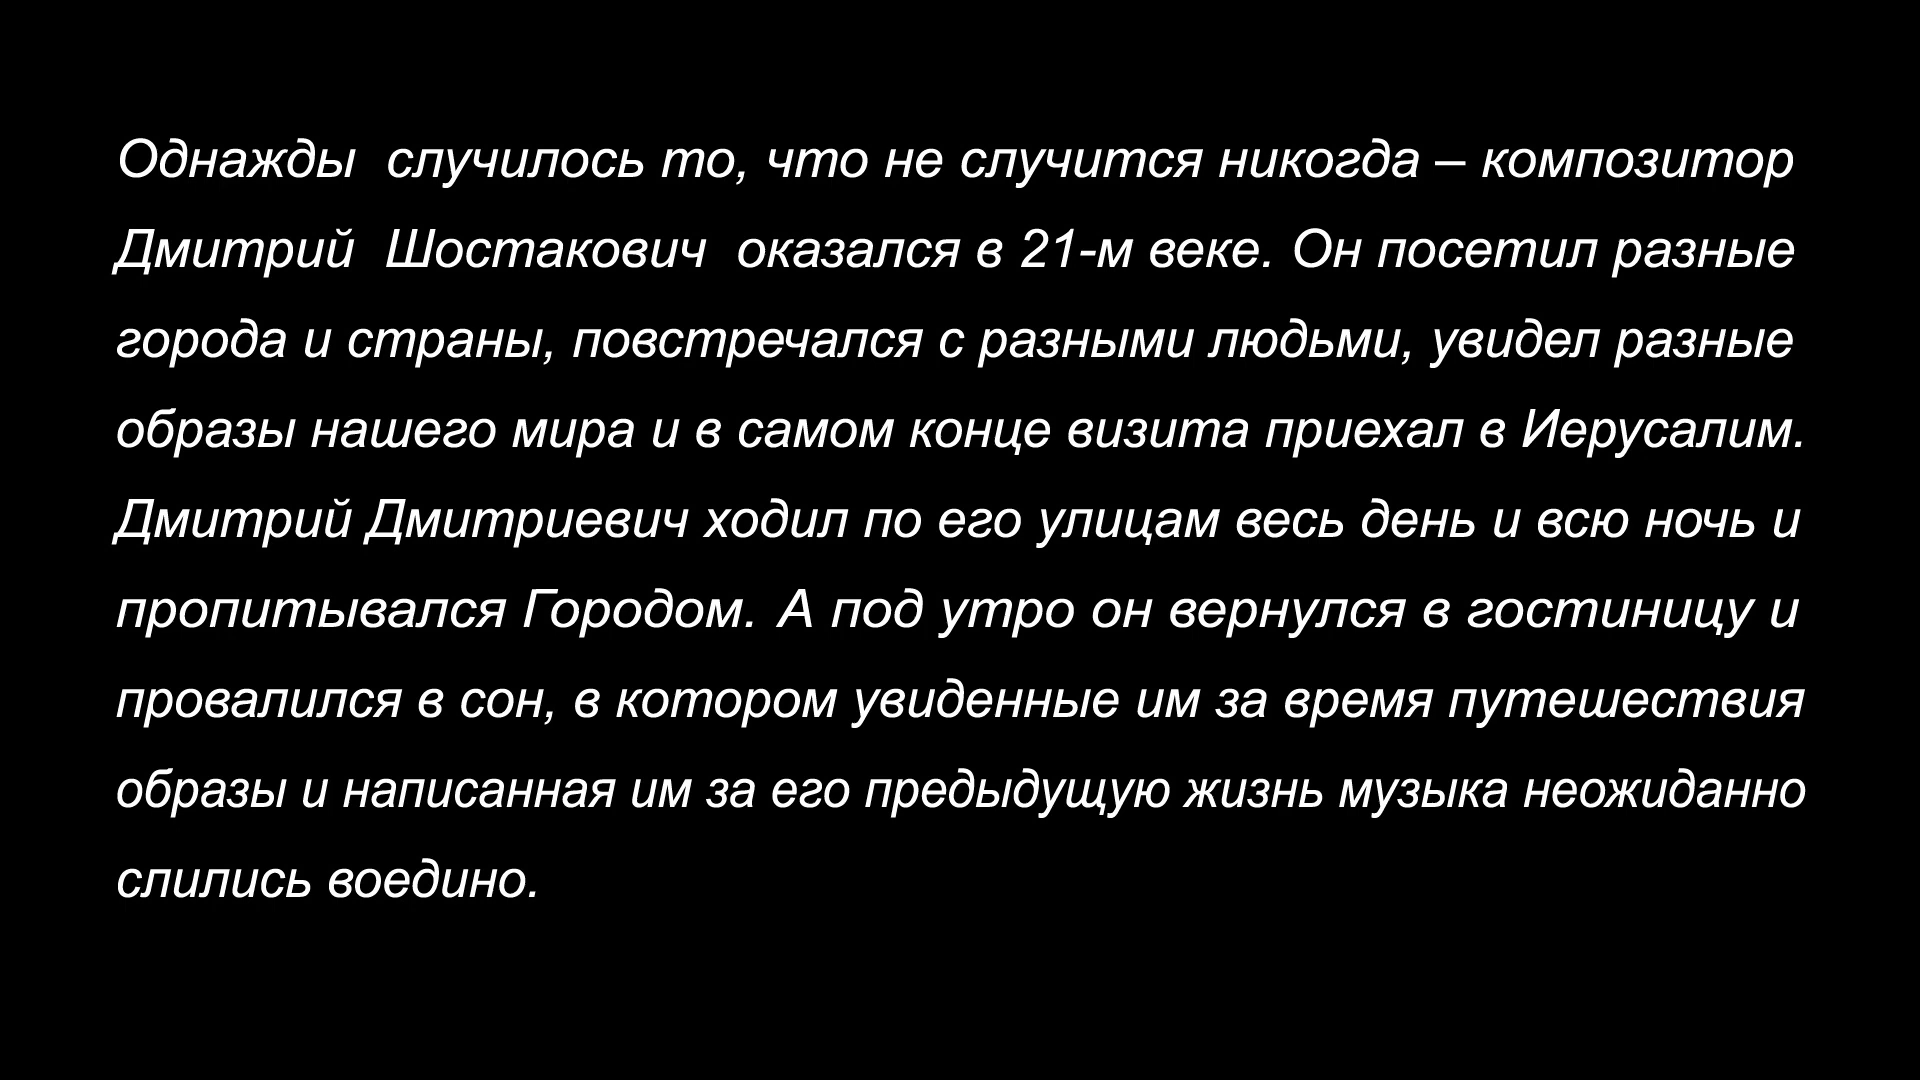 Однажды случилось то, что не случится никогда – композитор
Дмитрий Шостакович оказался в 21-м веке. Он посетил разные
города и страны, повстречался с разными людьми, увидел разные
образы нашего мира и в самом конце визита приехал в Иерусалим.
Дмитрий Дмитриевич ходил по его улицам весь день и всю ночь и
пропитывался Городом. А под утро он вернулся в гостиницу и
провалился в сон, в котором увиденные им за время путешествия
образы и написанная им за его предыдущую жизнь музыка неожиданно
слились воедино.